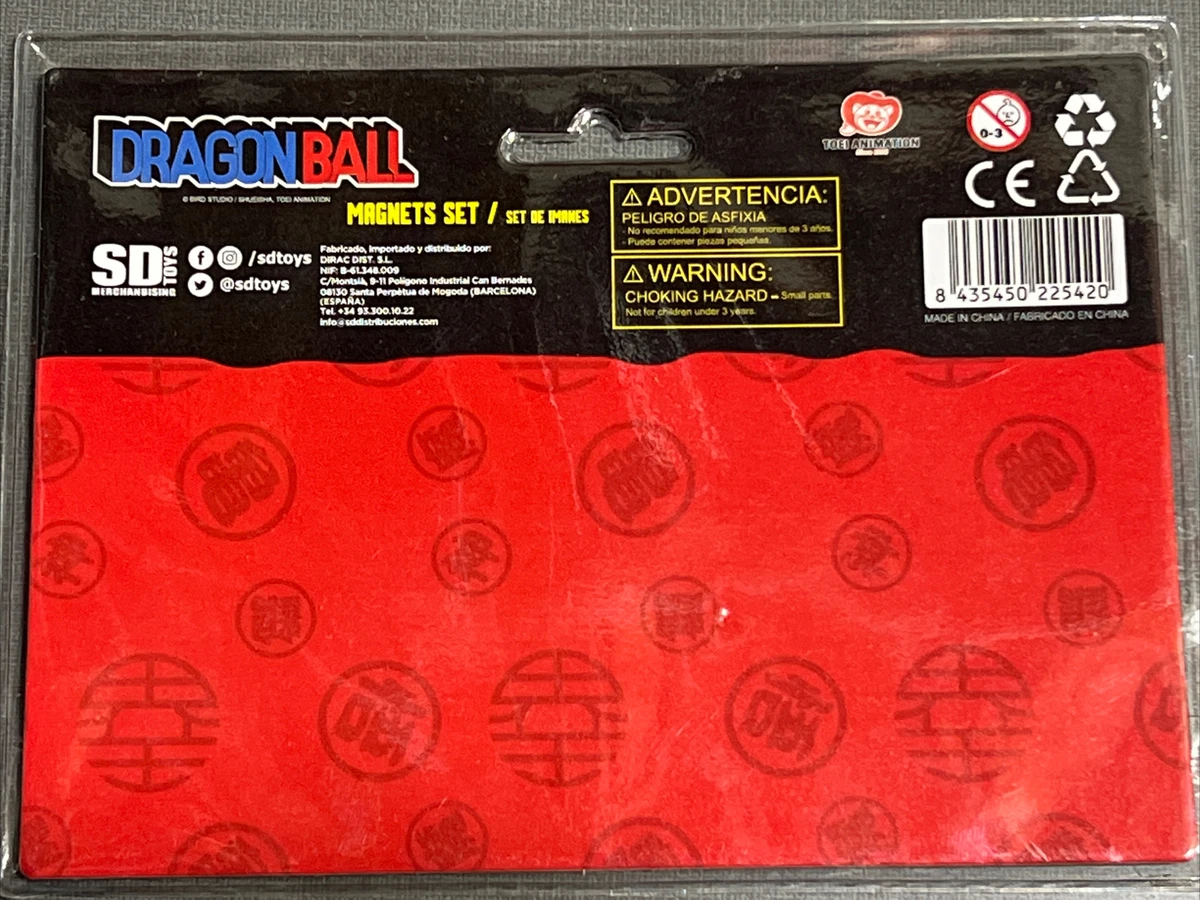 DRAGON BALL
© BIRD STUDIO / SHUEISHA, TOEI ANIMATION
MAGNETS SET / SET DE IMANES
SD TOYS
MERCHANDISING
/sdtoys
@sdtoys
Fabricado, importado y distribuido por:
DIRAC DIST. S.L.
NIF: B-61.348.009
C/Montsià, 9-11 Polígono Industrial Can Bernades
08130 Santa Perpètua de Mogoda (BARCELONA)
(ESPAÑA)
Tel. +34 93.300.10.22
info@sddistribuciones.com
ADVERTENCIA:
PELIGRO DE ASFIXIA
- No recomendado para niños menores de 3 años.
- Puede contener piezas pequeñas.
WARNING:
CHOKING HAZARD - Small parts.
Not for children under 3 years.
TOEI ANIMATION
0-3
CE
8 435450 225420
MADE IN CHINA / FABRICADO EN CHINA